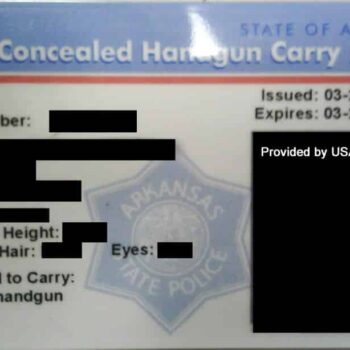 STATE OF A
Concealed Handgun Carry
Issued: 03-
Expires: 03-
ber:
Provided by USA
ARKANSAS
Height:
Hair: Eyes:
TATE POLICE
d to Carry:
handgun